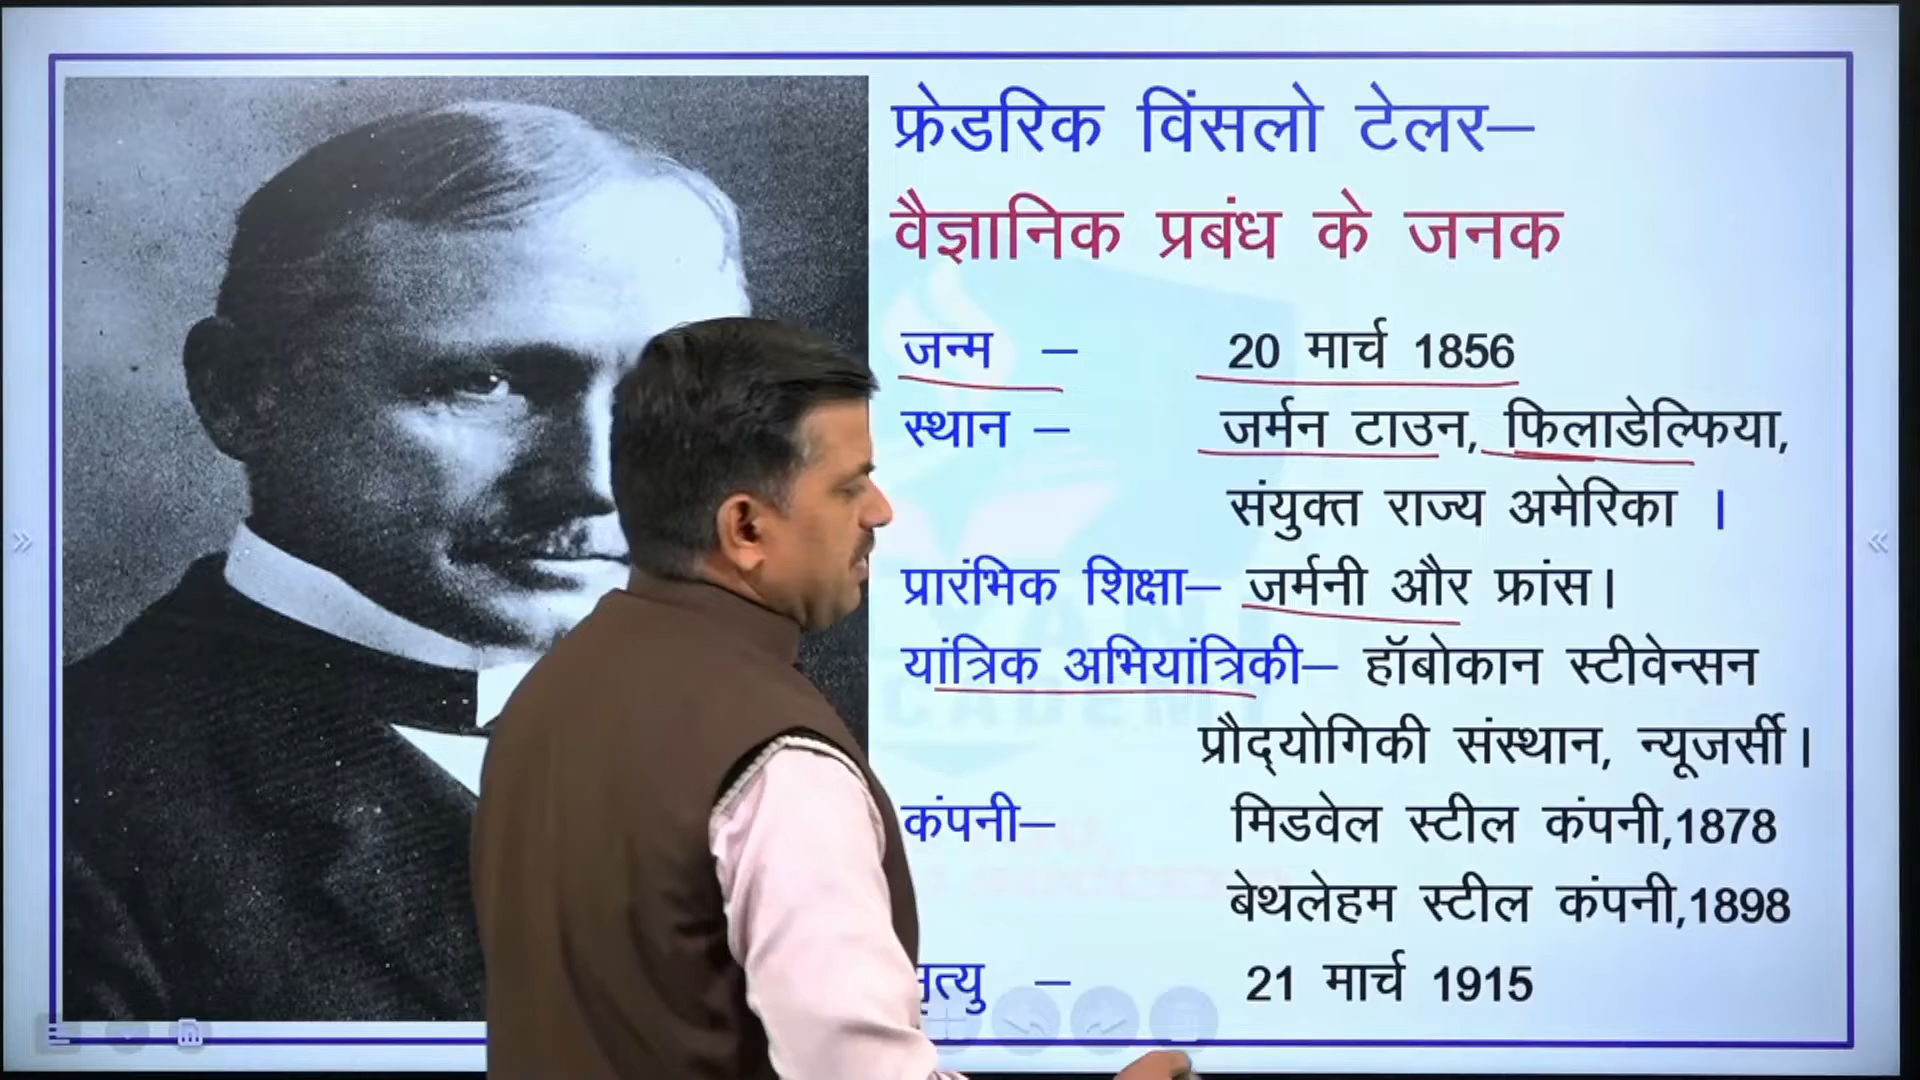 फ्रेडरिक विंसलो टेलर–
वैज्ञानिक प्रबंध के जनक
जन्म – 20 मार्च 1856
स्थान – जर्मन टाउन, फिलाडेल्फिया,
संयुक्त राज्य अमेरिका ।
प्रारंभिक शिक्षा– जर्मनी और फ्रांस।
यांत्रिक अभियांत्रिकी– हॉबोकान स्टीवेन्सन
प्रौद्योगिकी संस्थान, न्यूजर्सी।
कंपनी– मिडवेल स्टील कंपनी,1878
बेथलेहम स्टील कंपनी,1898
मृत्यु – 21 मार्च 1915